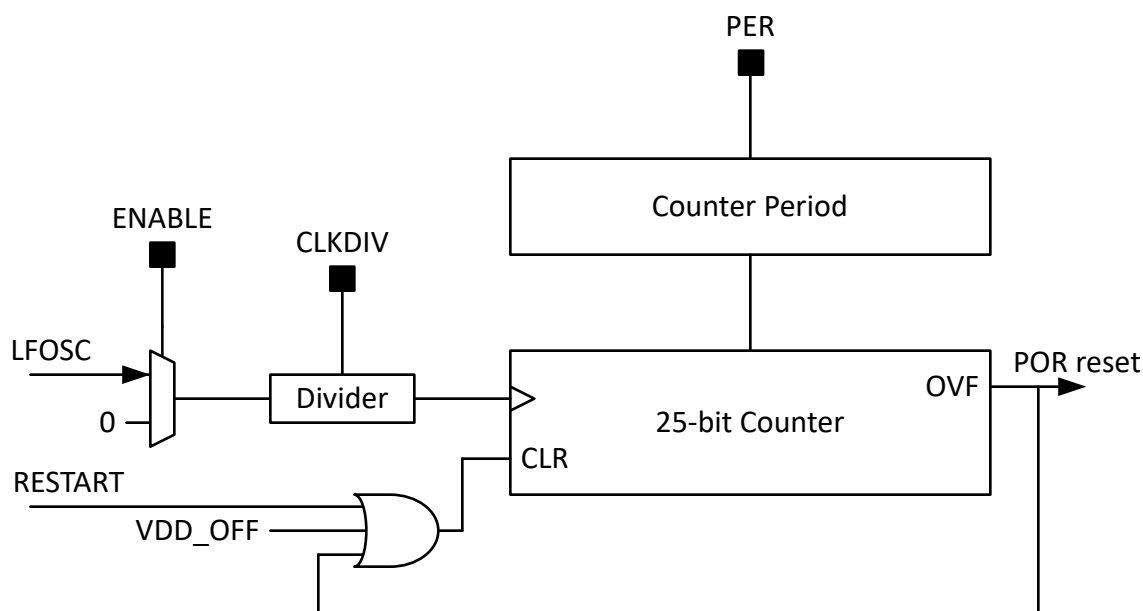 PER
Counter Period
ENABLE
CLKDIV
LFOSC
0
Divider
25-bit Counter
OVF
POR reset
CLR
RESTART
VDD_OFF